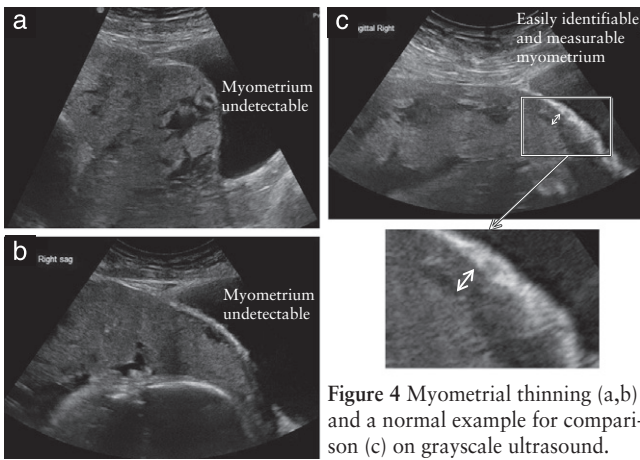 a
Myometrium
undetectable
b
Right sag
Myometrium
undetectable
c
gittal Right
Easily identifiable
and measurable
myometrium
Figure 4 Myometrial thinning (a,b)
and a normal example for compari-
son (c) on grayscale ultrasound.